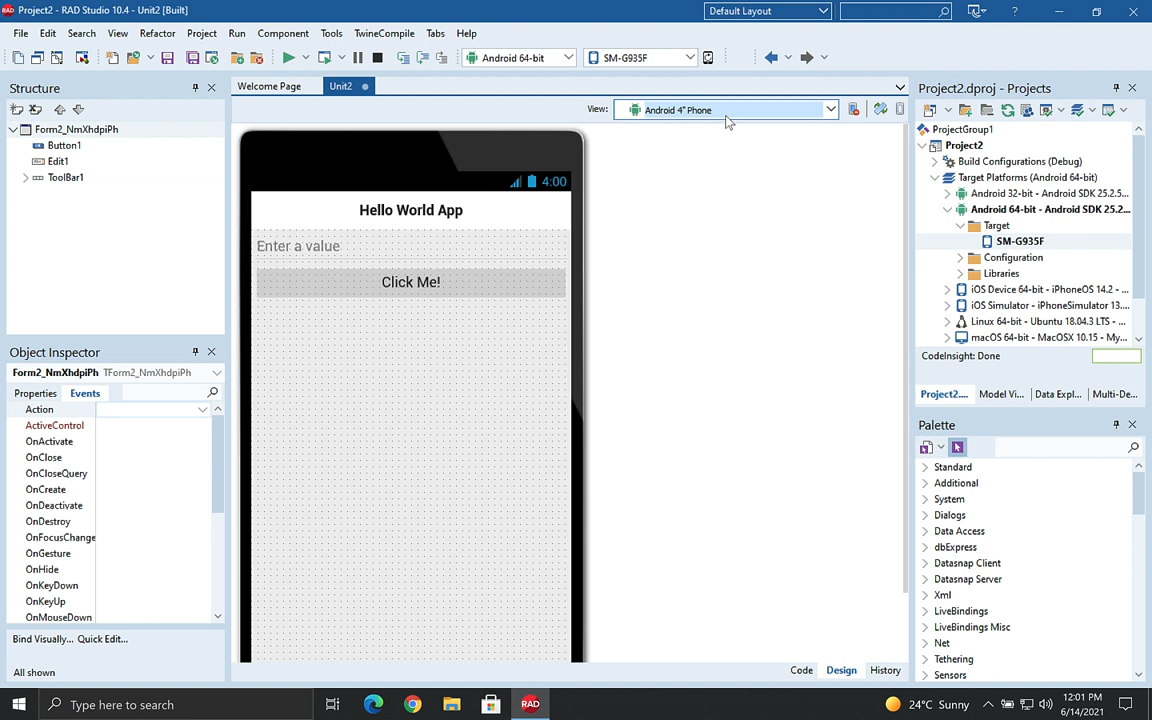 RAD Project2 - RAD Studio 10.4 - Unit2 [Built] Default Layout ?
File Edit Search View Refactor Project Run Component Tools TwineCompile Tabs Help
Android 64-bit SM-G935F
Structure
Form2_NmXhdpiPh
Button1
Edit1
ToolBar1
Object Inspector
Form2_NmXhdpiPh TForm2_NmXhdpiPh
Properties Events
Action
ActiveControl
OnActivate
OnClose
OnCloseQuery
OnCreate
OnDeactivate
OnDestroy
OnFocusChange
OnGesture
OnHide
OnKeyDown
OnKeyUp
OnMouseDown
Bind Visually... Quick Edit...
All shown
Welcome Page Unit2
View: Android 4" Phone
4:00
Hello World App
Enter a value
Click Me!
Code Design History
Project2.dproj - Projects
ProjectGroup1
Project2
Build Configurations (Debug)
Target Platforms (Android 64-bit)
Android 32-bit - Android SDK 25.2.5...
Android 64-bit - Android SDK 25.2...
Target
SM-G935F
Configuration
Libraries
iOS Device 64-bit - iPhoneOS 14.2 - ...
iOS Simulator - iPhoneSimulator 13....
Linux 64-bit - Ubuntu 18.04.3 LTS - ...
macOS 64-bit - MacOSX 10.15 - My...
CodeInsight: Done
Project2.... Model Vi... Data Expl... Multi-De...
Palette
Standard
Additional
System
Dialogs
Data Access
dbExpress
Datasnap Client
Datasnap Server
Xml
LiveBindings
LiveBindings Misc
Net
Tethering
Sensors
Type here to search
RAD
24°C Sunny
12:01 PM
6/14/2021